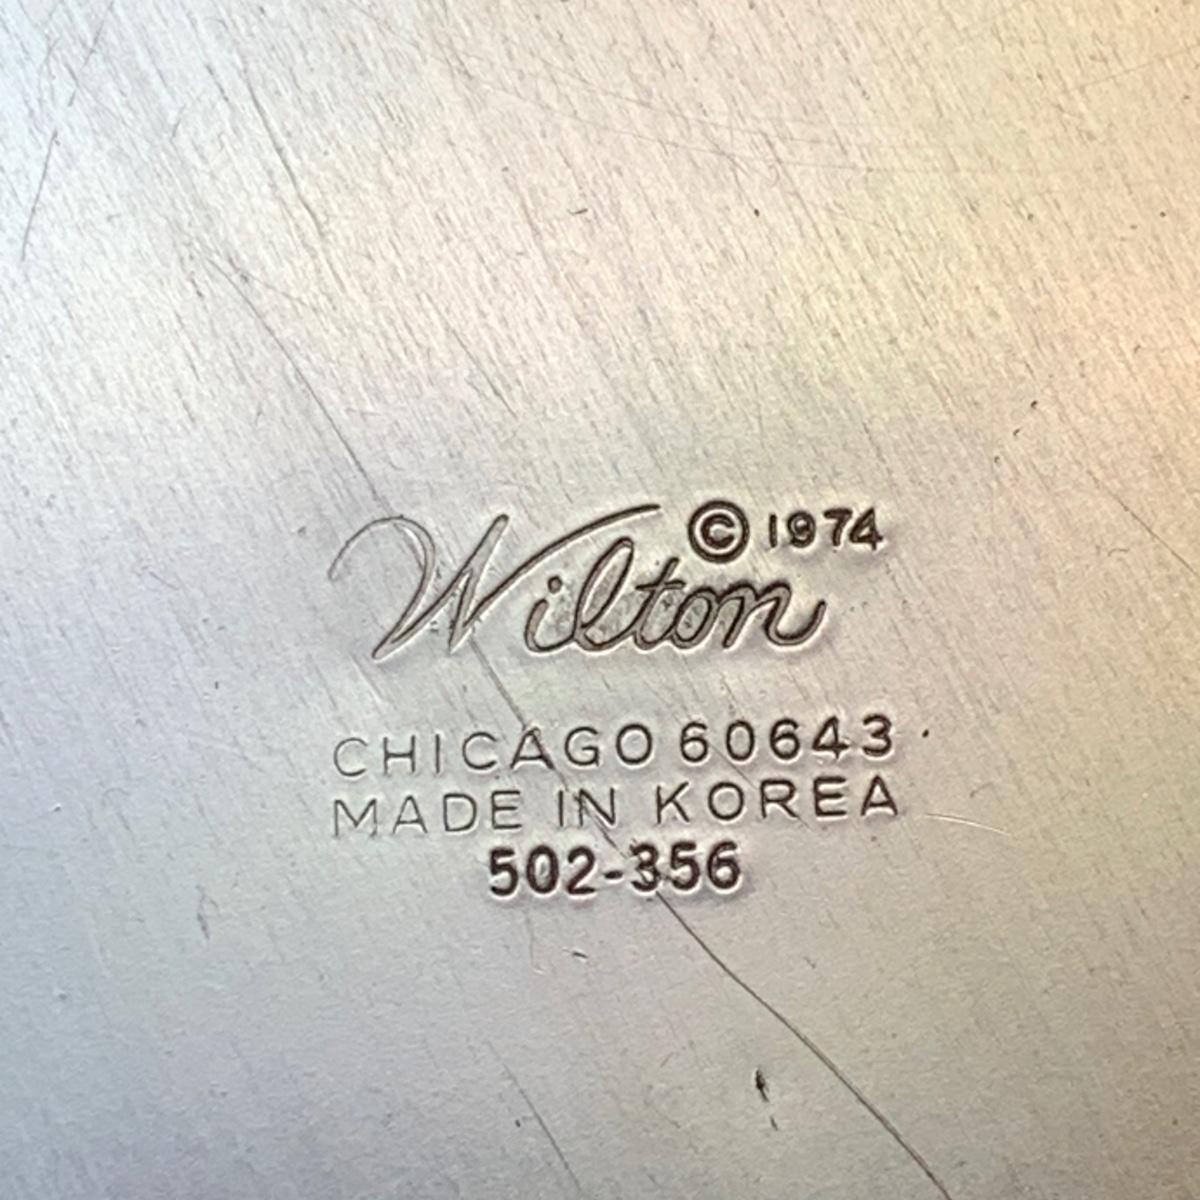 Wilton © 1974
CHICAGO 60643
MADE IN KOREA
502-356